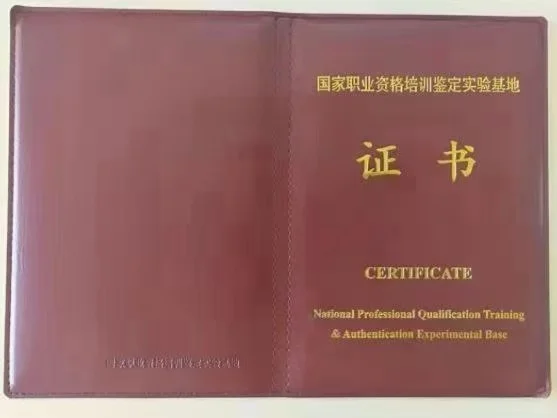 国家职业资格培训鉴定实验基地
证书
CERTIFICATE
National Professional Qualification Training
& Authentication Experimental Base